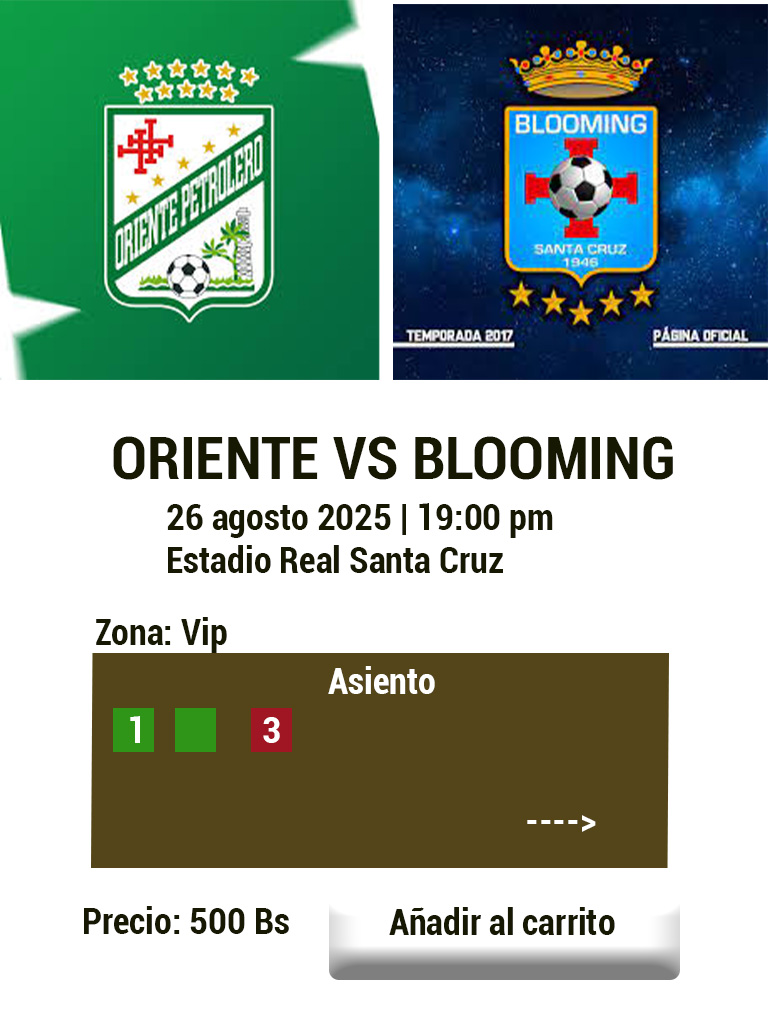 ORIENTE PETROLERO
BLOOMING
SANTA CRUZ
1946
TEMPORADA 2017
PÁGINA OFICIAL
ORIENTE VS BLOOMING
26 agosto 2025 | 19:00 pm
Estadio Real Santa Cruz
Zona: Vip
Asiento
1 3
---->
Precio: 500 Bs
Añadir al carrito